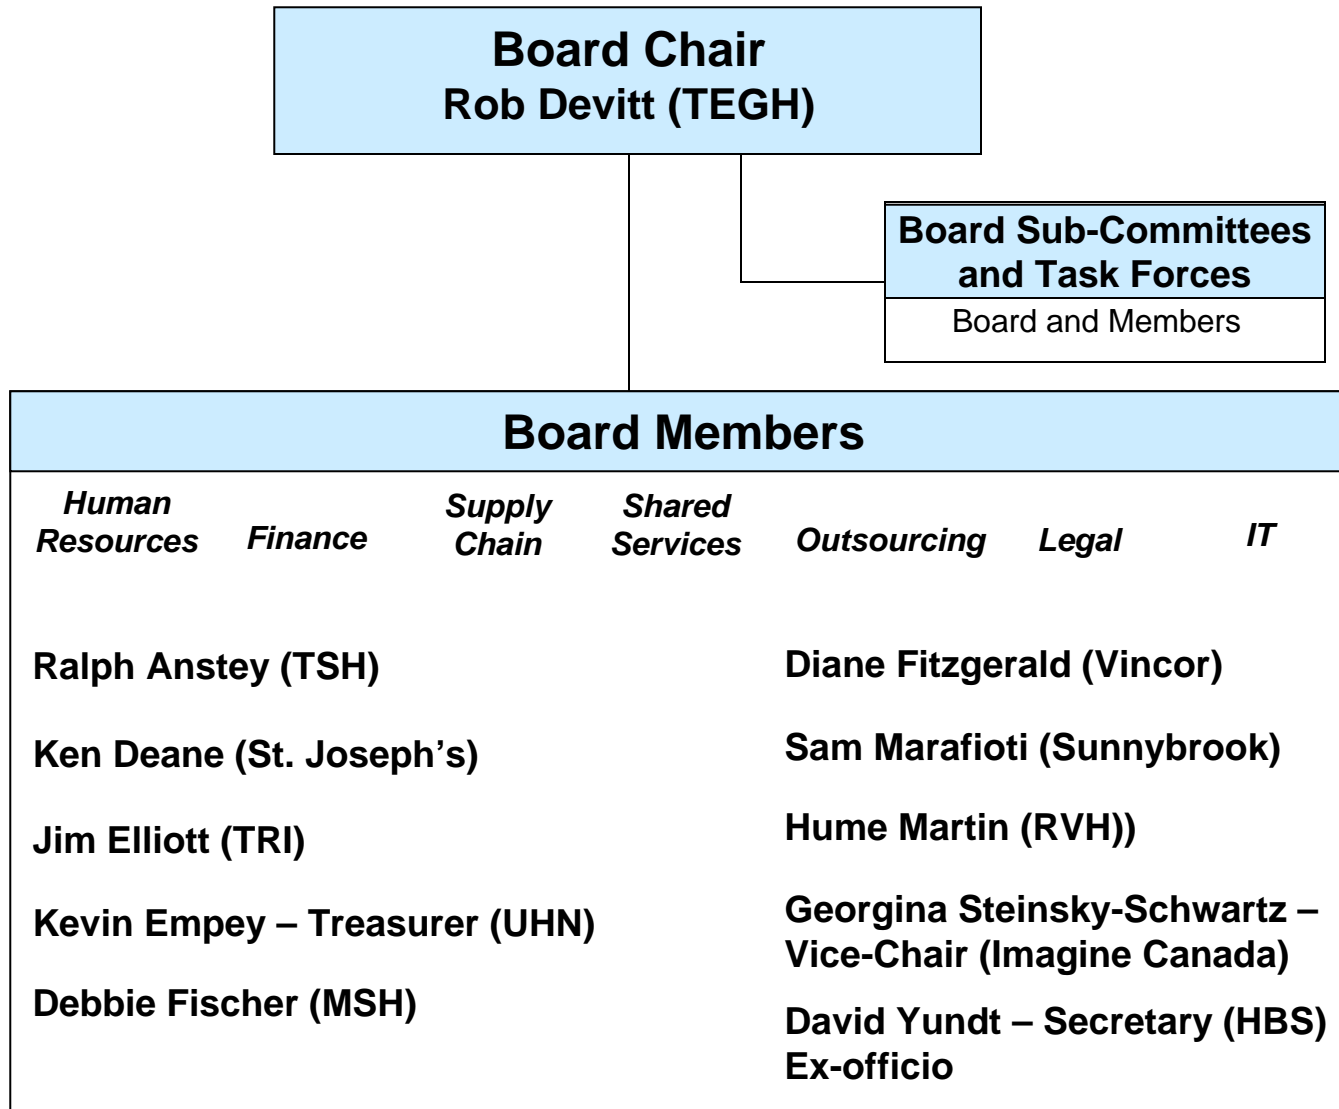 Board Chair
Rob Devitt (TEGH)
Board Sub-Committees
and Task Forces
Board and Members
Board Members
Human
Resources
Finance
Supply
Chain
Shared
Services
Outsourcing
Legal
IT
Ralph Anstey (TSH)
Ken Deane (St. Joseph’s)
Jim Elliott (TRI)
Kevin Empey – Treasurer (UHN)
Debbie Fischer (MSH)
Diane Fitzgerald (Vincor)
Sam Marafioti (Sunnybrook)
Hume Martin (RVH))
Georgina Steinsky-Schwartz –
Vice-Chair (Imagine Canada)
David Yundt – Secretary (HBS)
Ex-officio